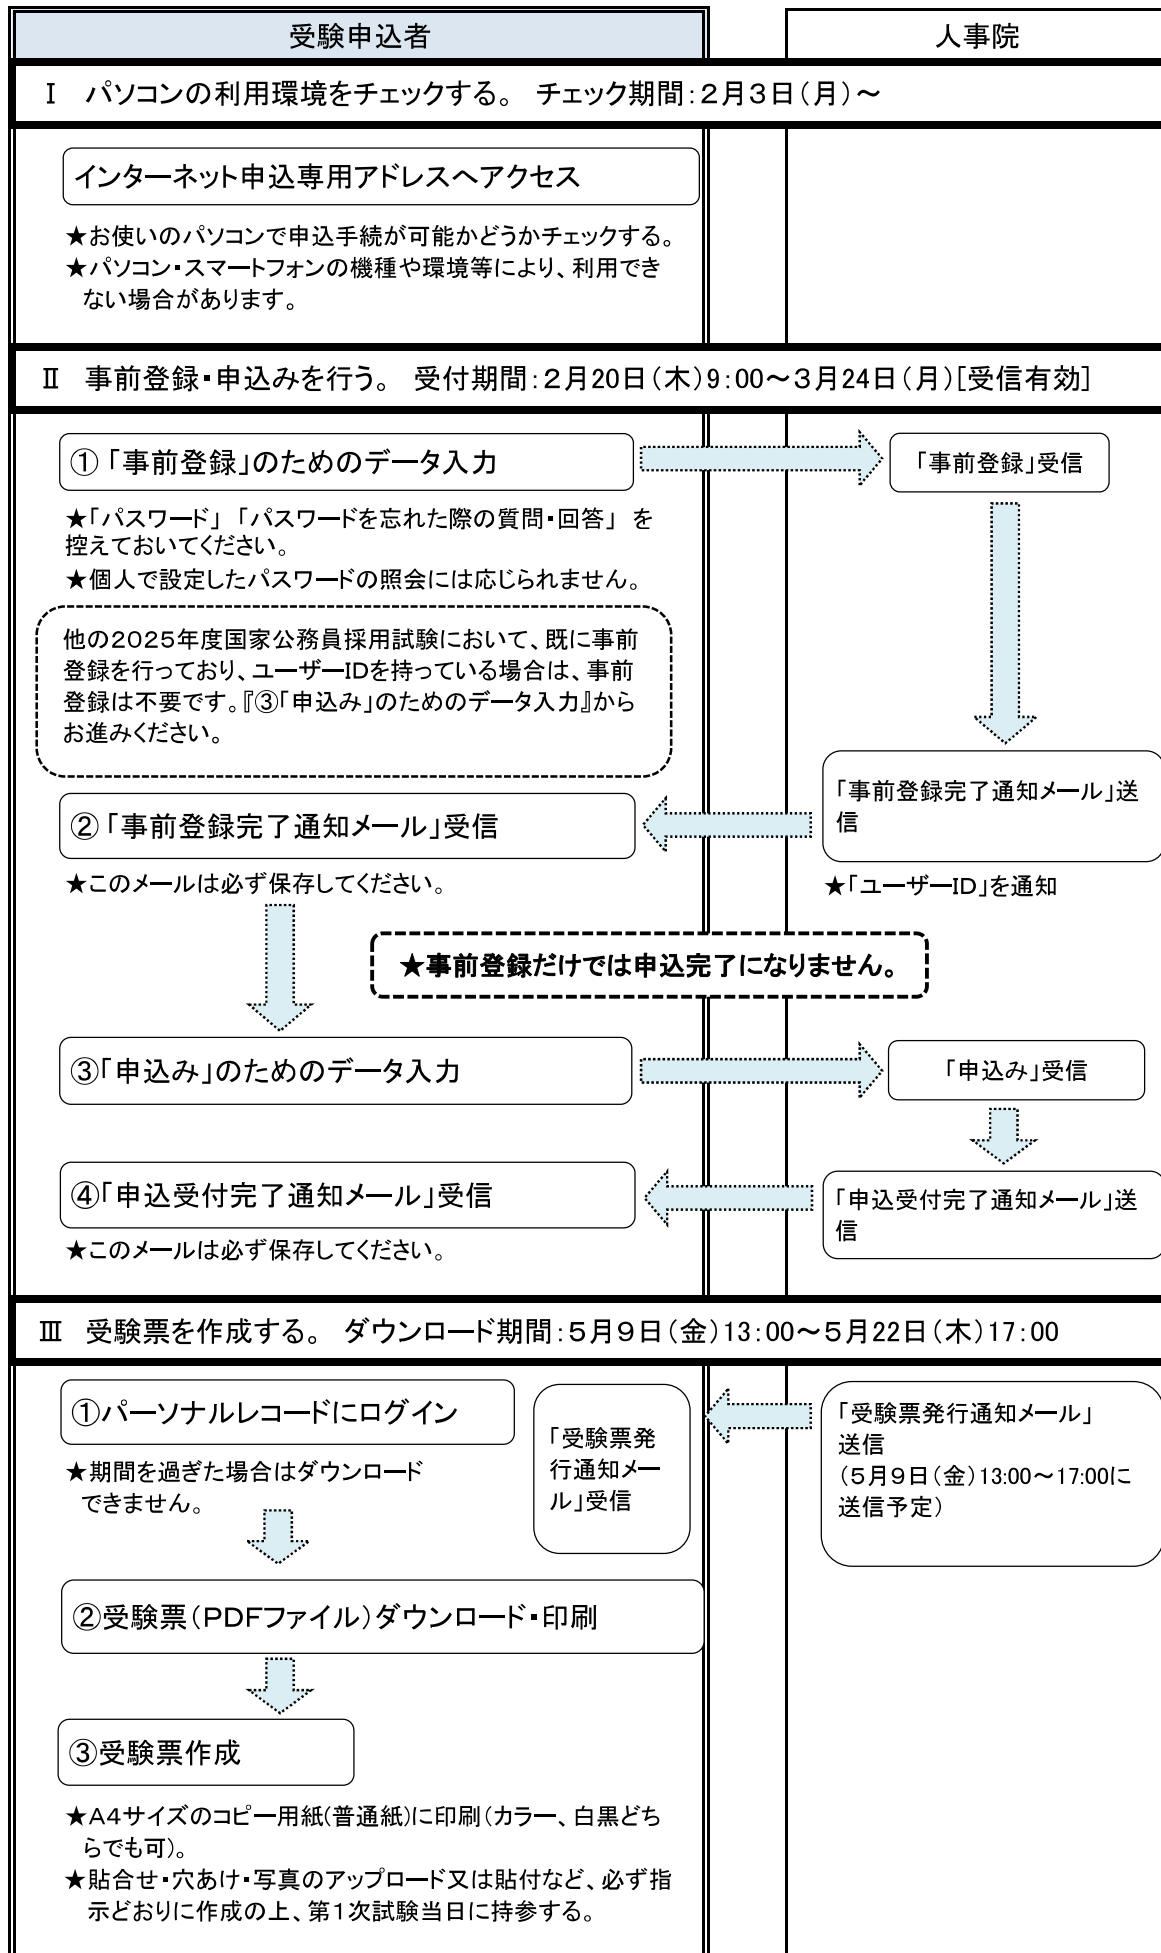 受験申込者
人事院
Ⅰ　パソコンの利用環境をチェックする。　チェック期間：２月３日（月）～
インターネット申込専用アドレスへアクセス
★お使いのパソコンで申込手続が可能かどうかチェックする。
★パソコン・スマートフォンの機種や環境等により、利用でき
ない場合があります。
Ⅱ　事前登録・申込みを行う。　受付期間：２月20日（木）9：00～３月24日（月）[受信有効]
①「事前登録」のためのデータ入力
「事前登録」受信
★「パスワード」「パスワードを忘れた際の質問・回答」を
控えておいてください。
★個人で設定したパスワードの照会には応じられません。
他の２０２５年度国家公務員採用試験において、既に事前
登録を行っており、ユーザーIDを持っている場合は、事前
登録は不要です。『③「申込み」のためのデータ入力』から
お進みください。
「事前登録完了通知メール」送
信
②「事前登録完了通知メール」受信
★このメールは必ず保存してください。
★「ユーザーID」を通知
★事前登録だけでは申込完了になりません。
③「申込み」のためのデータ入力
「申込み」受信
④「申込受付完了通知メール」受信
「申込受付完了通知メール」送
信
★このメールは必ず保存してください。
Ⅲ　受験票を作成する。　ダウンロード期間：５月９日（金）13：00～５月22日（木）17：00
①パーソナルレコードにログイン
★期間を過ぎた場合はダウンロード
できません。
「受験票発
行通知メー
ル」受信
「受験票発行通知メール」
送信
（５月９日（金）13:00～17:00に
送信予定）
②受験票（PDFファイル）ダウンロード・印刷
③受験票作成
★A４サイズのコピー用紙(普通紙)に印刷（カラー、白黒どち
らでも可）。
★貼合せ・穴あけ・写真のアップロード又は貼付など、必ず指
示どおりに作成の上、第１次試験当日に持参する。